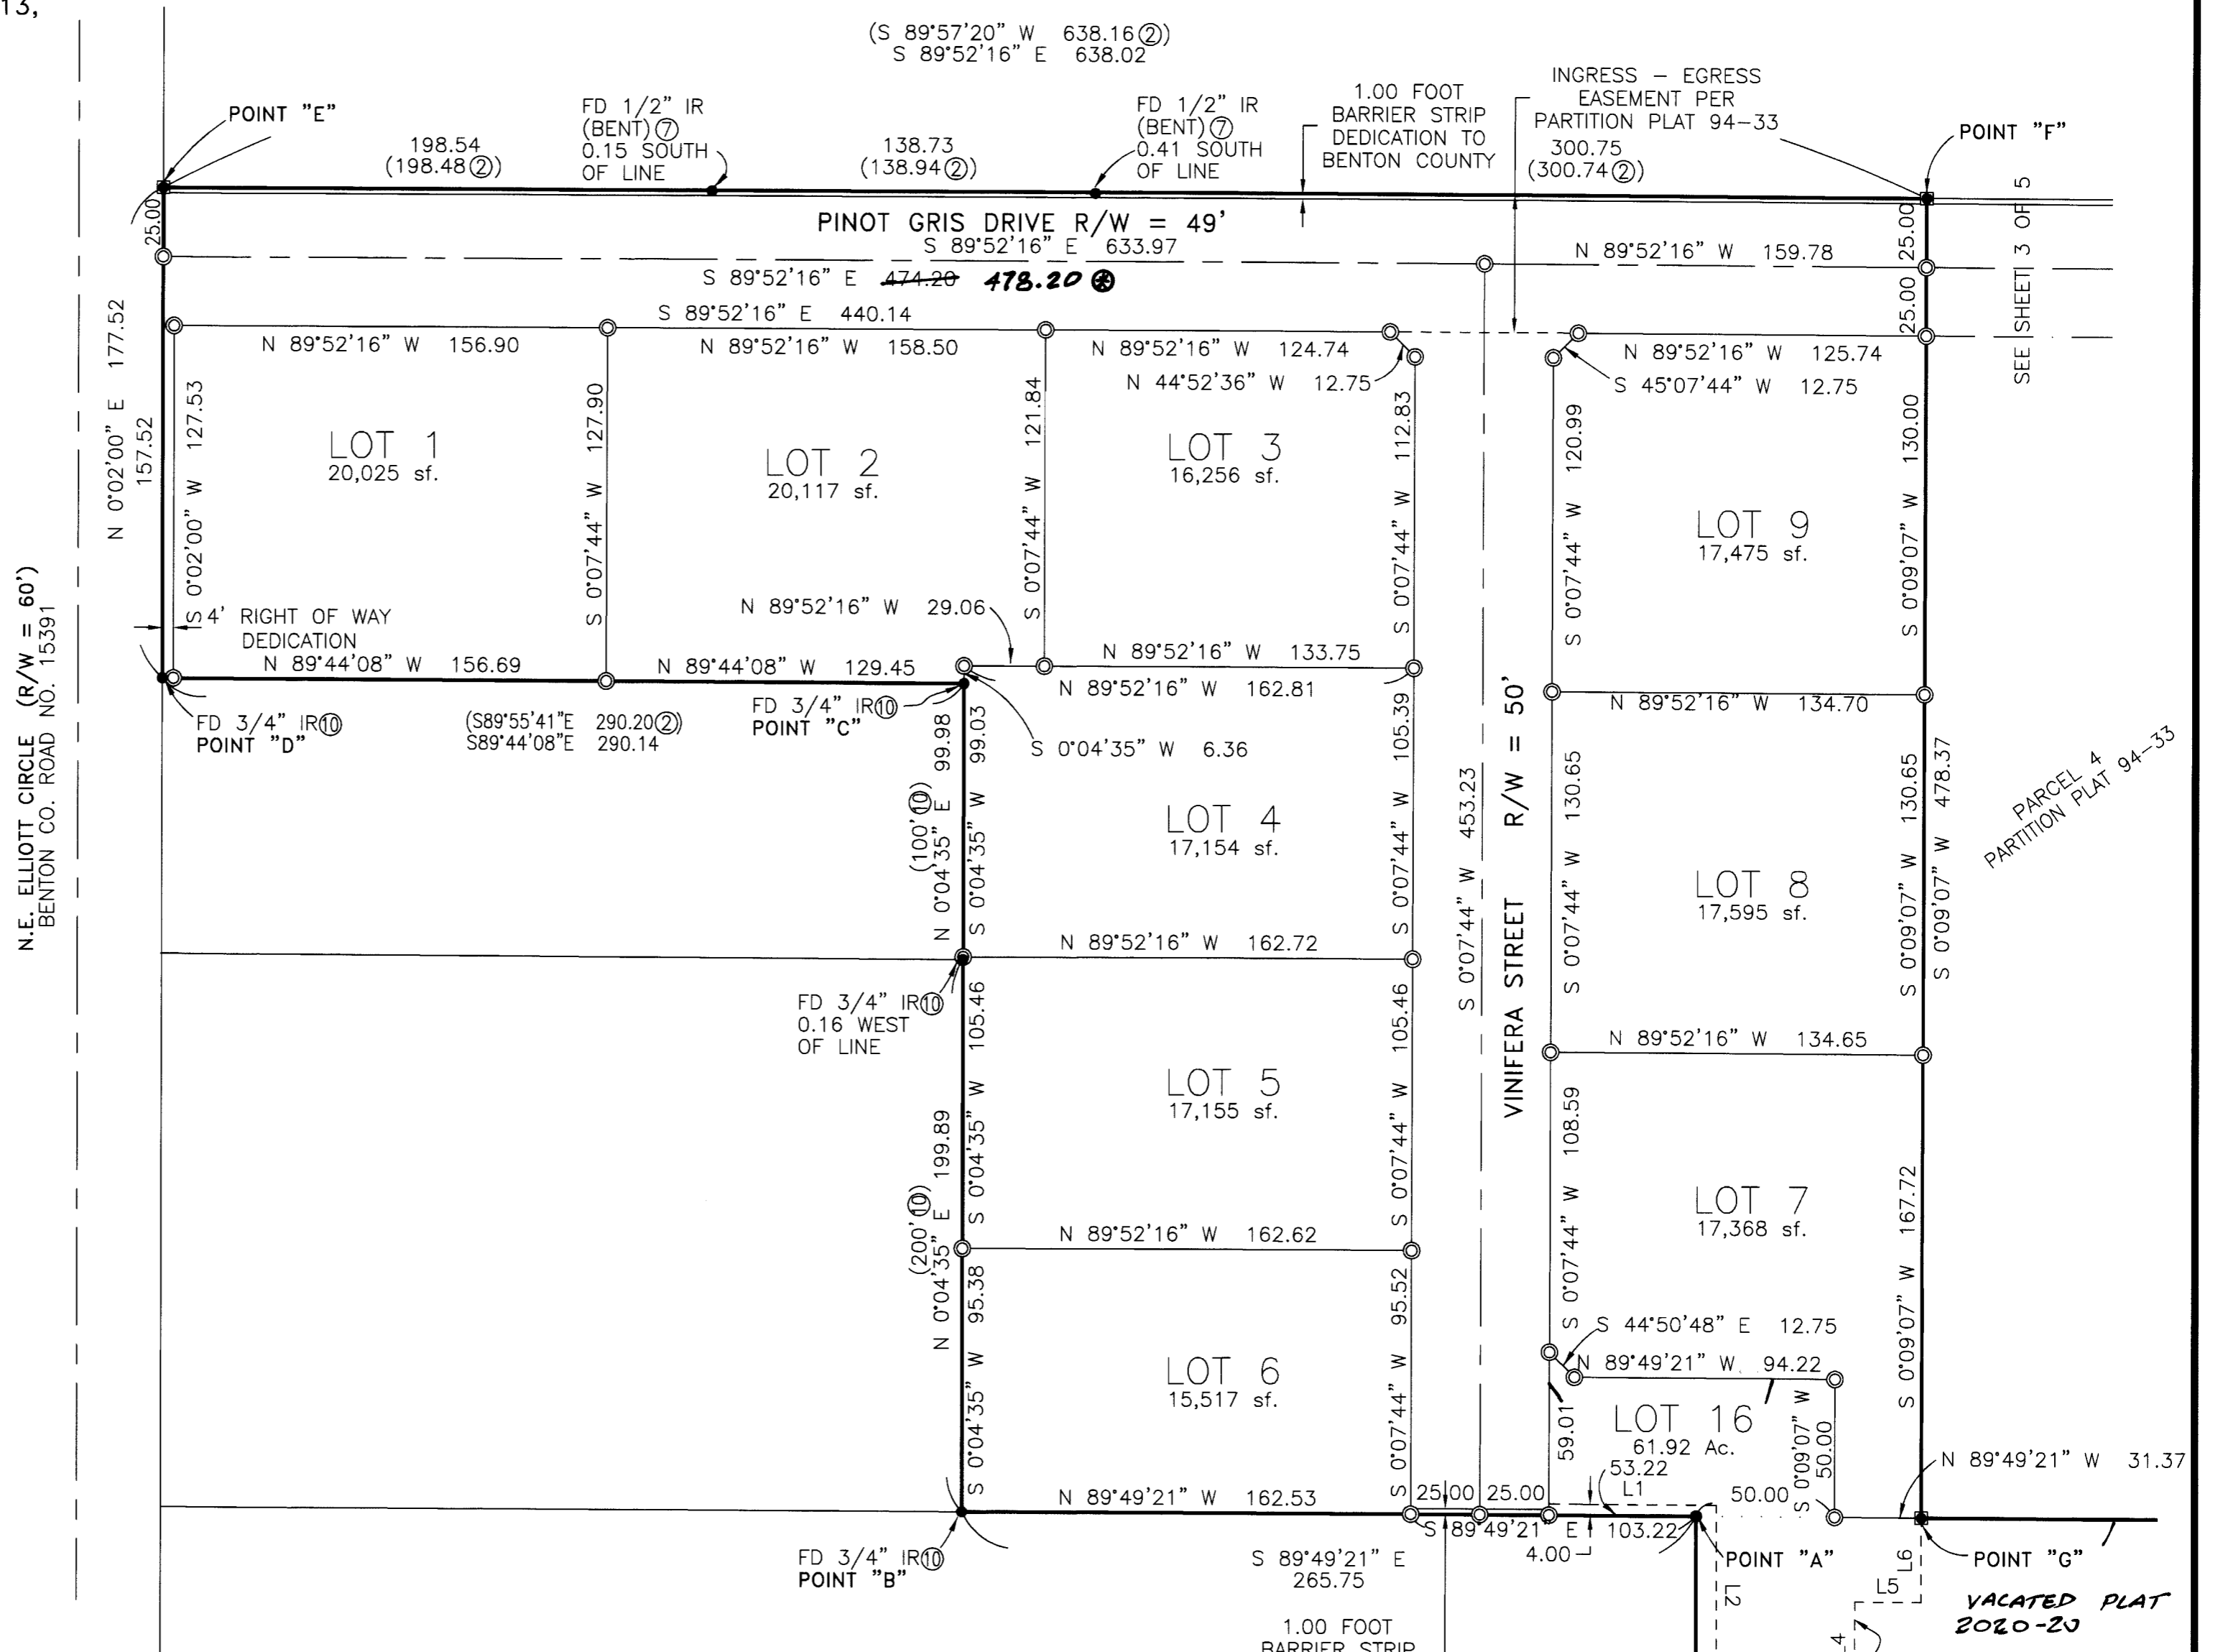 13,
(S 89°57'20" W 638.16②)
S 89°52'16" E 638.02
POINT "E"
198.54
(198.48②)
FD 1/2" IR
(BENT)⑦
0.15 SOUTH
OF LINE
138.73
(138.94②)
FD 1/2" IR
(BENT)⑦
0.41 SOUTH
OF LINE
1.00 FOOT
BARRIER STRIP
DEDICATION TO
BENTON COUNTY
INGRESS – EGRESS
EASEMENT PER
PARTITION PLAT 94–33
300.75
(300.74②)
POINT "F"
SEE SHEET 3 OF 5
25.00
PINOT GRIS DRIVE R/W = 49'
S 89°52'16" E 633.97
N 89°52'16" W 159.78
25.00
25.00
S 89°52'16" E 474.20 478.20 ⊛
S 89°52'16" E 440.14
N 89°52'16" W 156.90
N 89°52'16" W 158.50
N 89°52'16" W 124.74
N 44°52'36" W 12.75
N 89°52'16" W 125.74
S 45°07'44" W 12.75
N 0°02'00" E 177.52
157.52
S 0°02'00" W 127.53
LOT 1
20,025 sf.
S 0°07'44" W 127.90
LOT 2
20,117 sf.
S 0°07'44" W 121.84
LOT 3
16,256 sf.
S 0°07'44" W 112.83
S 0°07'44" W 120.99
LOT 9
17,475 sf.
S 0°09'07" W 130.00
N.E. ELLIOTT CIRCLE (R/W = 60')
BENTON CO. ROAD NO. 15391
4' RIGHT OF WAY
DEDICATION
N 89°44'08" W 156.69
N 89°44'08" W 129.45
N 89°52'16" W 29.06
N 89°52'16" W 133.75
N 89°52'16" W 162.81
N 89°52'16" W 134.70
FD 3/4" IR⑩
POINT "D"
(S89°55'41"E 290.20②)
S89°44'08"E 290.14
FD 3/4" IR⑩
POINT "C"
S 0°04'35" W 6.36
(100'⑩)
N 0°04'35" E 99.98
S 0°04'35" W 99.03
LOT 4
17,154 sf.
S 0°07'44" W 105.39
S 0°07'44" W 453.23
VINIFERA STREET R/W = 50'
S 0°07'44" W 130.65
LOT 8
17,595 sf.
S 0°09'07" W 130.65
S 0°09'07" W 478.37
PARCEL 4
PARTITION PLAT 94–33
N 89°52'16" W 162.72
FD 3/4" IR⑩
0.16 WEST
OF LINE
N 89°52'16" W 134.65
(200'⑩)
N 0°04'35" E 199.89
S 0°04'35" W 105.46
LOT 5
17,155 sf.
S 0°07'44" W 105.46
S 0°07'44" W 108.59
LOT 7
17,368 sf.
S 0°09'07" W 167.72
N 89°52'16" W 162.62
S 0°04'35" W 95.38
LOT 6
15,517 sf.
S 0°07'44" W 95.52
S 44°50'48" E 12.75
N 89°49'21" W 94.22
59.01
LOT 16
61.92 Ac.
53.22
L1
S 0°09'07" W
50.00
50.00
N 89°49'21" W 31.37
N 89°49'21" W 162.53
25.00 25.00
S 89°49'21" E 103.22
4.00
FD 3/4" IR⑩
POINT "B"
S 89°49'21" E
265.75
POINT "A"
POINT "G"
L2
L5
L6
VACATED PLAT
2020-20
1.00 FOOT
BARRIER STRIP